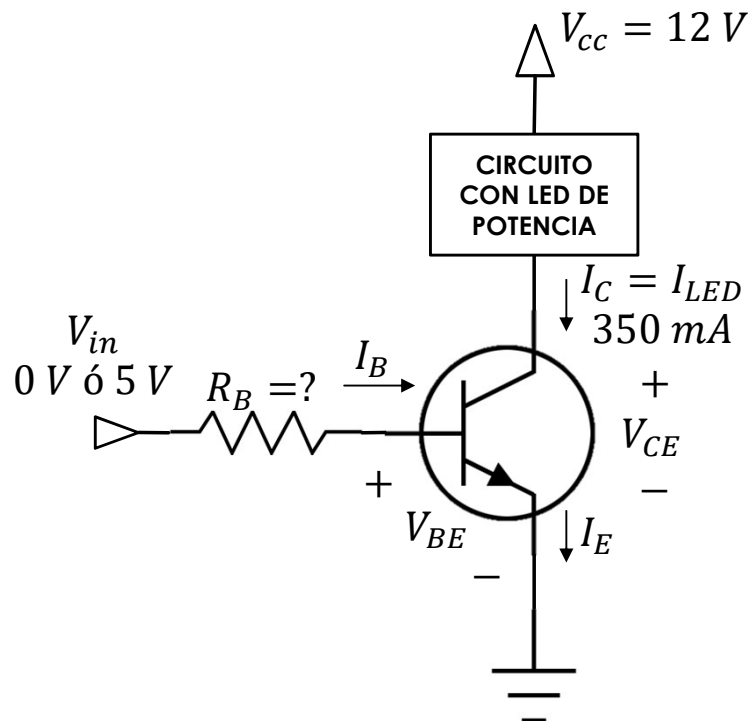 V_cc = 12 V
CIRCUITO
CON LED DE
POTENCIA
I_C = I_LED
350 mA
V_in
0 V ó 5 V
R_B =?
I_B
+
V_CE
−
+
V_BE
−
I_E